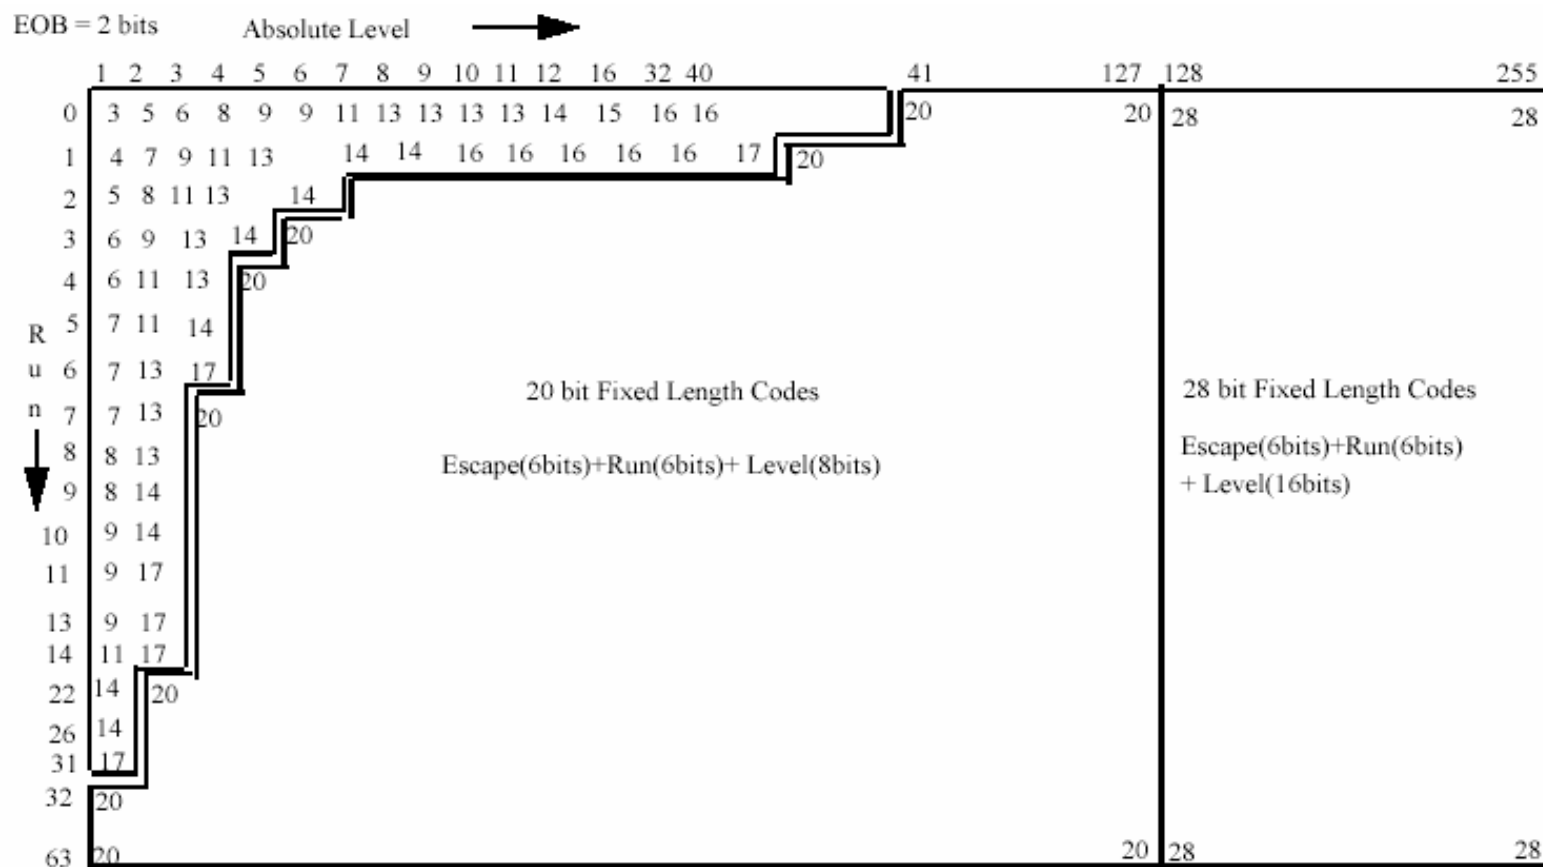 EOB = 2 bits Absolute Level
1 2 3 4 5 6 7 8 9 10 11 12 16 32 40 41 127 128 255
0 3 5 6 8 9 9 11 13 13 13 13 14 15 16 16 20 20 28 28
1 4 7 9 11 13 14 14 16 16 16 16 16 17 20
2 5 8 11 13 14
3 6 9 13 14 20
4 6 11 13 20
5 7 11 14
R
u
n
6 7 13 17
20 bit Fixed Length Codes
28 bit Fixed Length Codes
7 7 13 20
8 8 13
Escape(6bits)+Run(6bits)+ Level(8bits)
Escape(6bits)+Run(6bits)
+ Level(16bits)
9 8 14
10 9 14
11 9 17
13 9 17
14 11 17
22 14 20
26 14
31 17
32 20
63 20 20 28 28